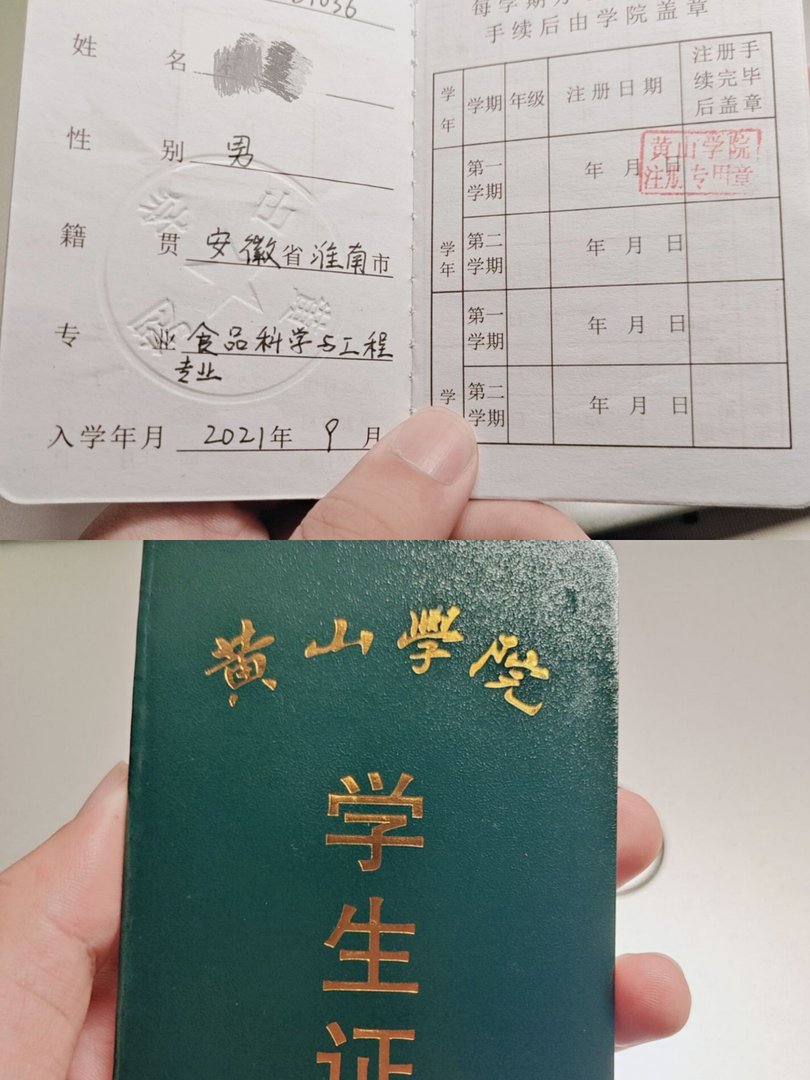 姓名
性别 男
籍贯 安徽省淮南市
专业 食品科学与工程
专业
入学年月 2021年9月
手续后由学院盖章
学年 学期 年级 注册日期 注册手续完毕后盖章
第一学期 年 月 日
黄山学院
注册专用章
学年 第二学期 年 月 日
第一学期 年 月 日
学 第二学期 年 月 日
黄山學院
学
生
证